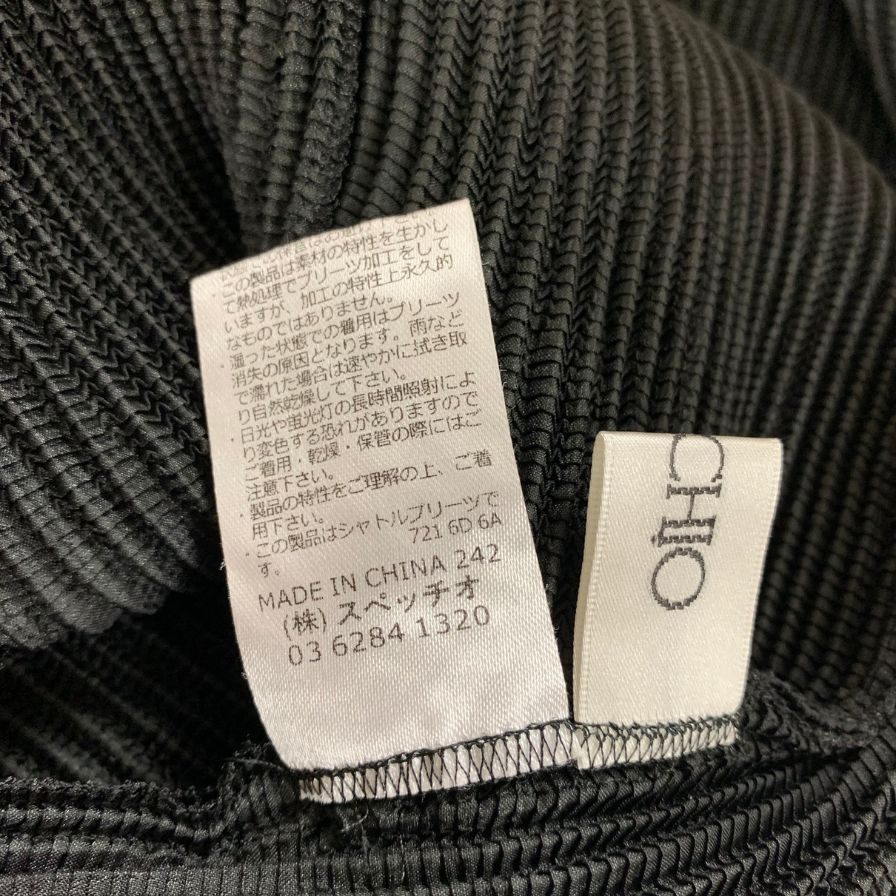 ・この製品は素材の特性を生かし
て熱処理でプリーツ加工をして
いますが、加工の特性上永久的
なものではありません。
・湿った状態での着用はプリーツ
消失の原因となります。雨など
で濡れた場合は速やかに拭き取
り自然乾燥して下さい。
・日光や蛍光灯の長時間照射によ
り変色する恐れがありますので
ご着用・乾燥・保管の際にはご
注意下さい。
・製品の特性をご理解の上、ご着
用下さい。
・この製品はシャトルプリーツで
す。 721 6D 6A
MADE IN CHINA 242
(株) スペッチオ
03 6284 1320
CCHIO